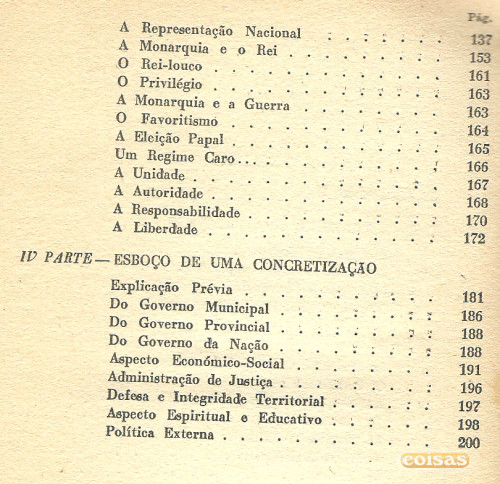 Pág.
A Representação Nacional . . . . . . 137
A Monarquia e o Rei . . . . . . . 153
O Rei-louco . . . . . . . . . . 161
O Privilégio . . . . . . . . . . 163
A Monarquia e a Guerra . . . . . . 163
O Favoritismo . . . . . . . . . 164
A Eleição Papal . . . . . . . . . 165
Um Regime Caro... . . . . . . . . 166
A Unidade . . . . . . . . . . . 167
A Autoridade . . . . . . . . . . 168
A Responsabilidade . . . . . . . . 170
A Liberdade . . . . . . . . . . 172
IV PARTE — ESBOÇO DE UMA CONCRETIZAÇÃO
Explicação Prévia . . . . . . . . 181
Do Governo Municipal . . . . . . . 186
Do Governo Provincial . . . . . . . 188
Do Governo da Nação . . . . . . . 188
Aspecto Económico-Social . . . . . . 191
Administração de Justiça . . . . . . 196
Defesa e Integridade Territorial . . . . 197
Aspecto Espiritual e Educativo . . . . 198
Política Externa . . . . . . . . . 200
coisas